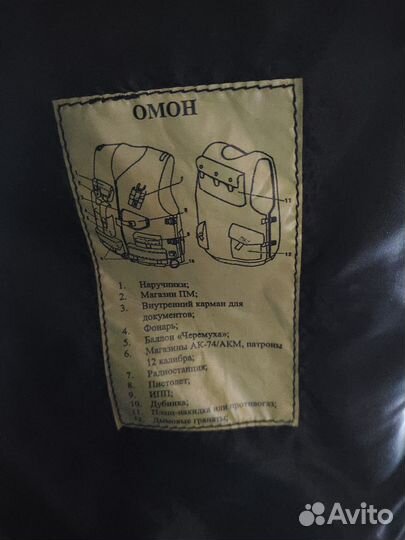 ОМОН
1. Наручники;
2. Магазин ПМ;
3. Внутренний карман для
документов;
4. Фонарь;
5. Баллон «Черемуха»;
6. Магазины АК-74/АКМ, патроны
12 калибра;
7. Радиостанция;
8. Пистолет;
9. ИПП;
10. Дубинка;
11. Плащ-накидка или противогаз;
12. Дымовые гранаты;
Avito